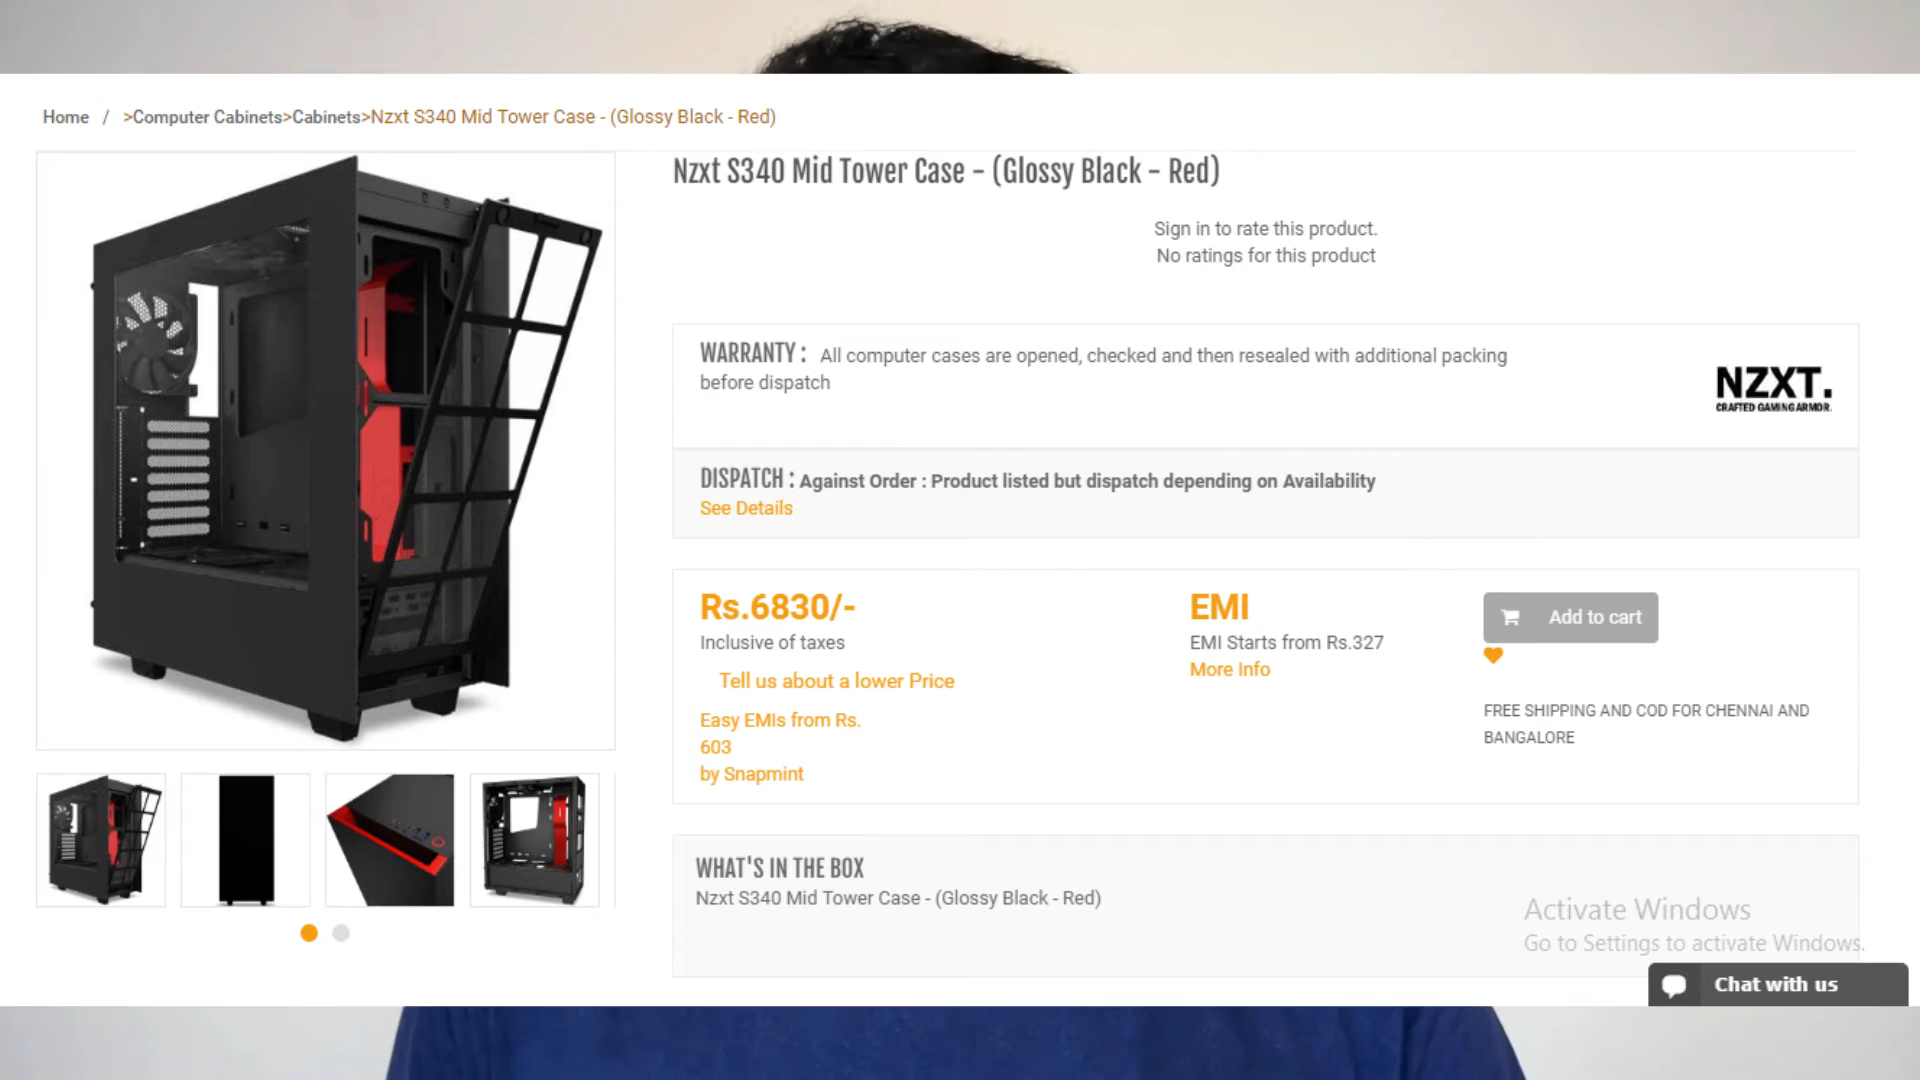 Home / >Computer Cabinets>Cabinets>Nzxt S340 Mid Tower Case - (Glossy Black - Red)
Nzxt S340 Mid Tower Case - (Glossy Black - Red)
Sign in to rate this product.
No ratings for this product
WARRANTY : All computer cases are opened, checked and then resealed with additional packing
before dispatch
NZXT.
CRAFTED GAMING ARMOR.
DISPATCH : Against Order : Product listed but dispatch depending on Availability
See Details
Rs.6830/-
Inclusive of taxes
Tell us about a lower Price
Easy EMIs from Rs.
603
by Snapmint
EMI
EMI Starts from Rs.327
More Info
Add to cart
FREE SHIPPING AND COD FOR CHENNAI AND
BANGALORE
WHAT'S IN THE BOX
Nzxt S340 Mid Tower Case - (Glossy Black - Red)
Activate Windows
Go to Settings to activate Windows.
Chat with us